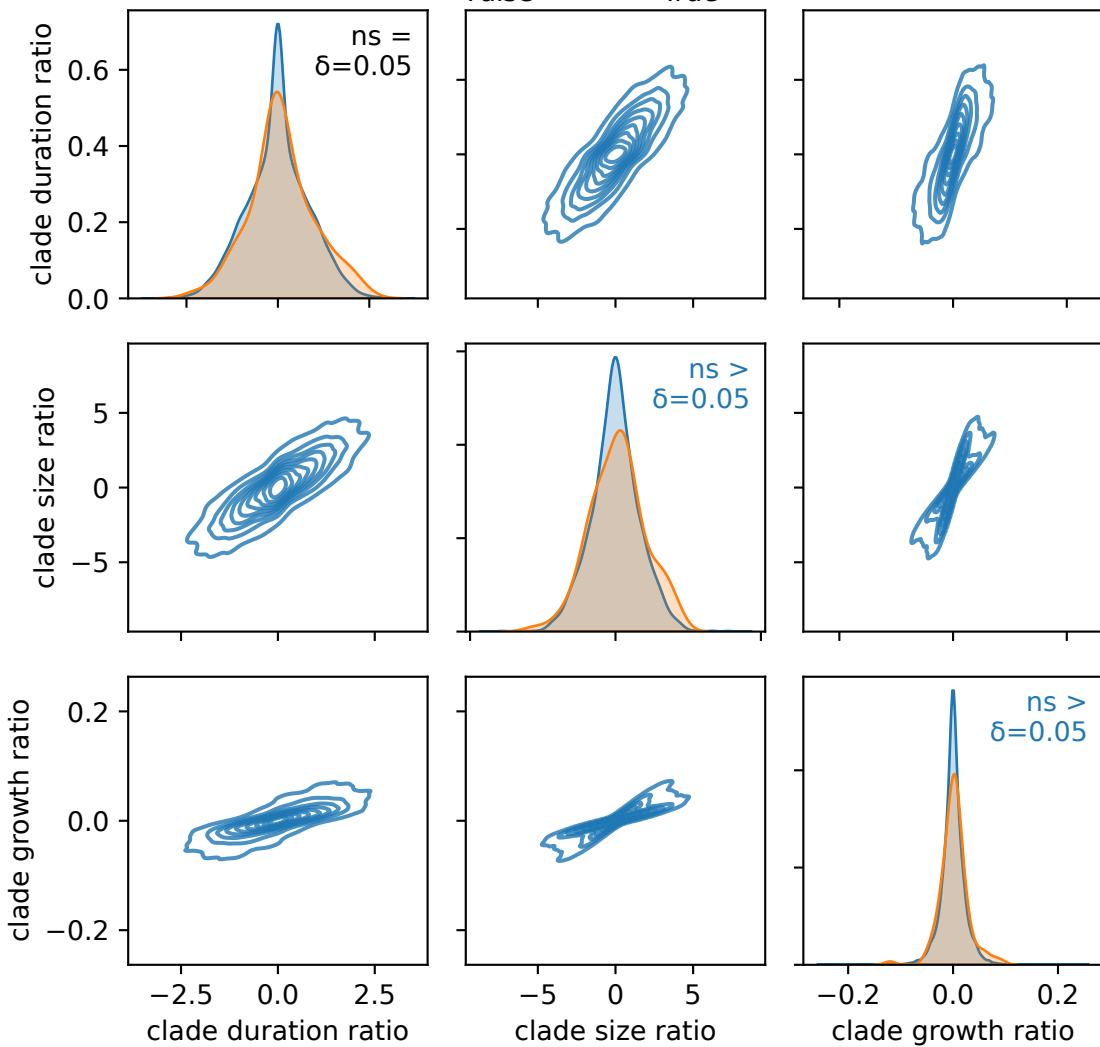 clade duration ratio
0.6
0.4
0.2
0.0
ns =
δ=0.05
clade size ratio
5
0
−5
ns >
δ=0.05
clade growth ratio
0.2
0.0
−0.2
ns >
δ=0.05
−2.5 0.0 2.5
−5 0 5
−0.2 0.0 0.2
clade duration ratio
clade size ratio
clade growth ratio